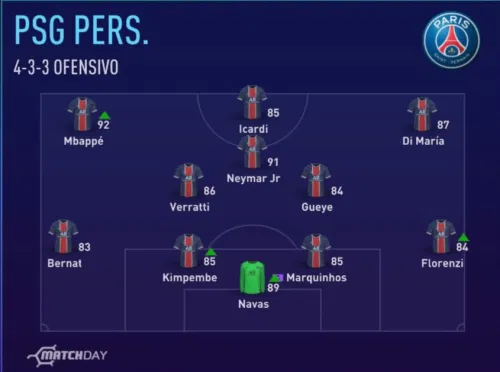 PSG PERS.
PARIS
SAINT-GERMAIN
4-3-3 OFENSIVO
92
Mbappé
85
Icardi
87
Di María
91
Neymar Jr
86
Verratti
84
Gueye
83
Bernat
85
Kimpembe
85
Marquinhos
84
Florenzi
89
Navas
MATCHDAY